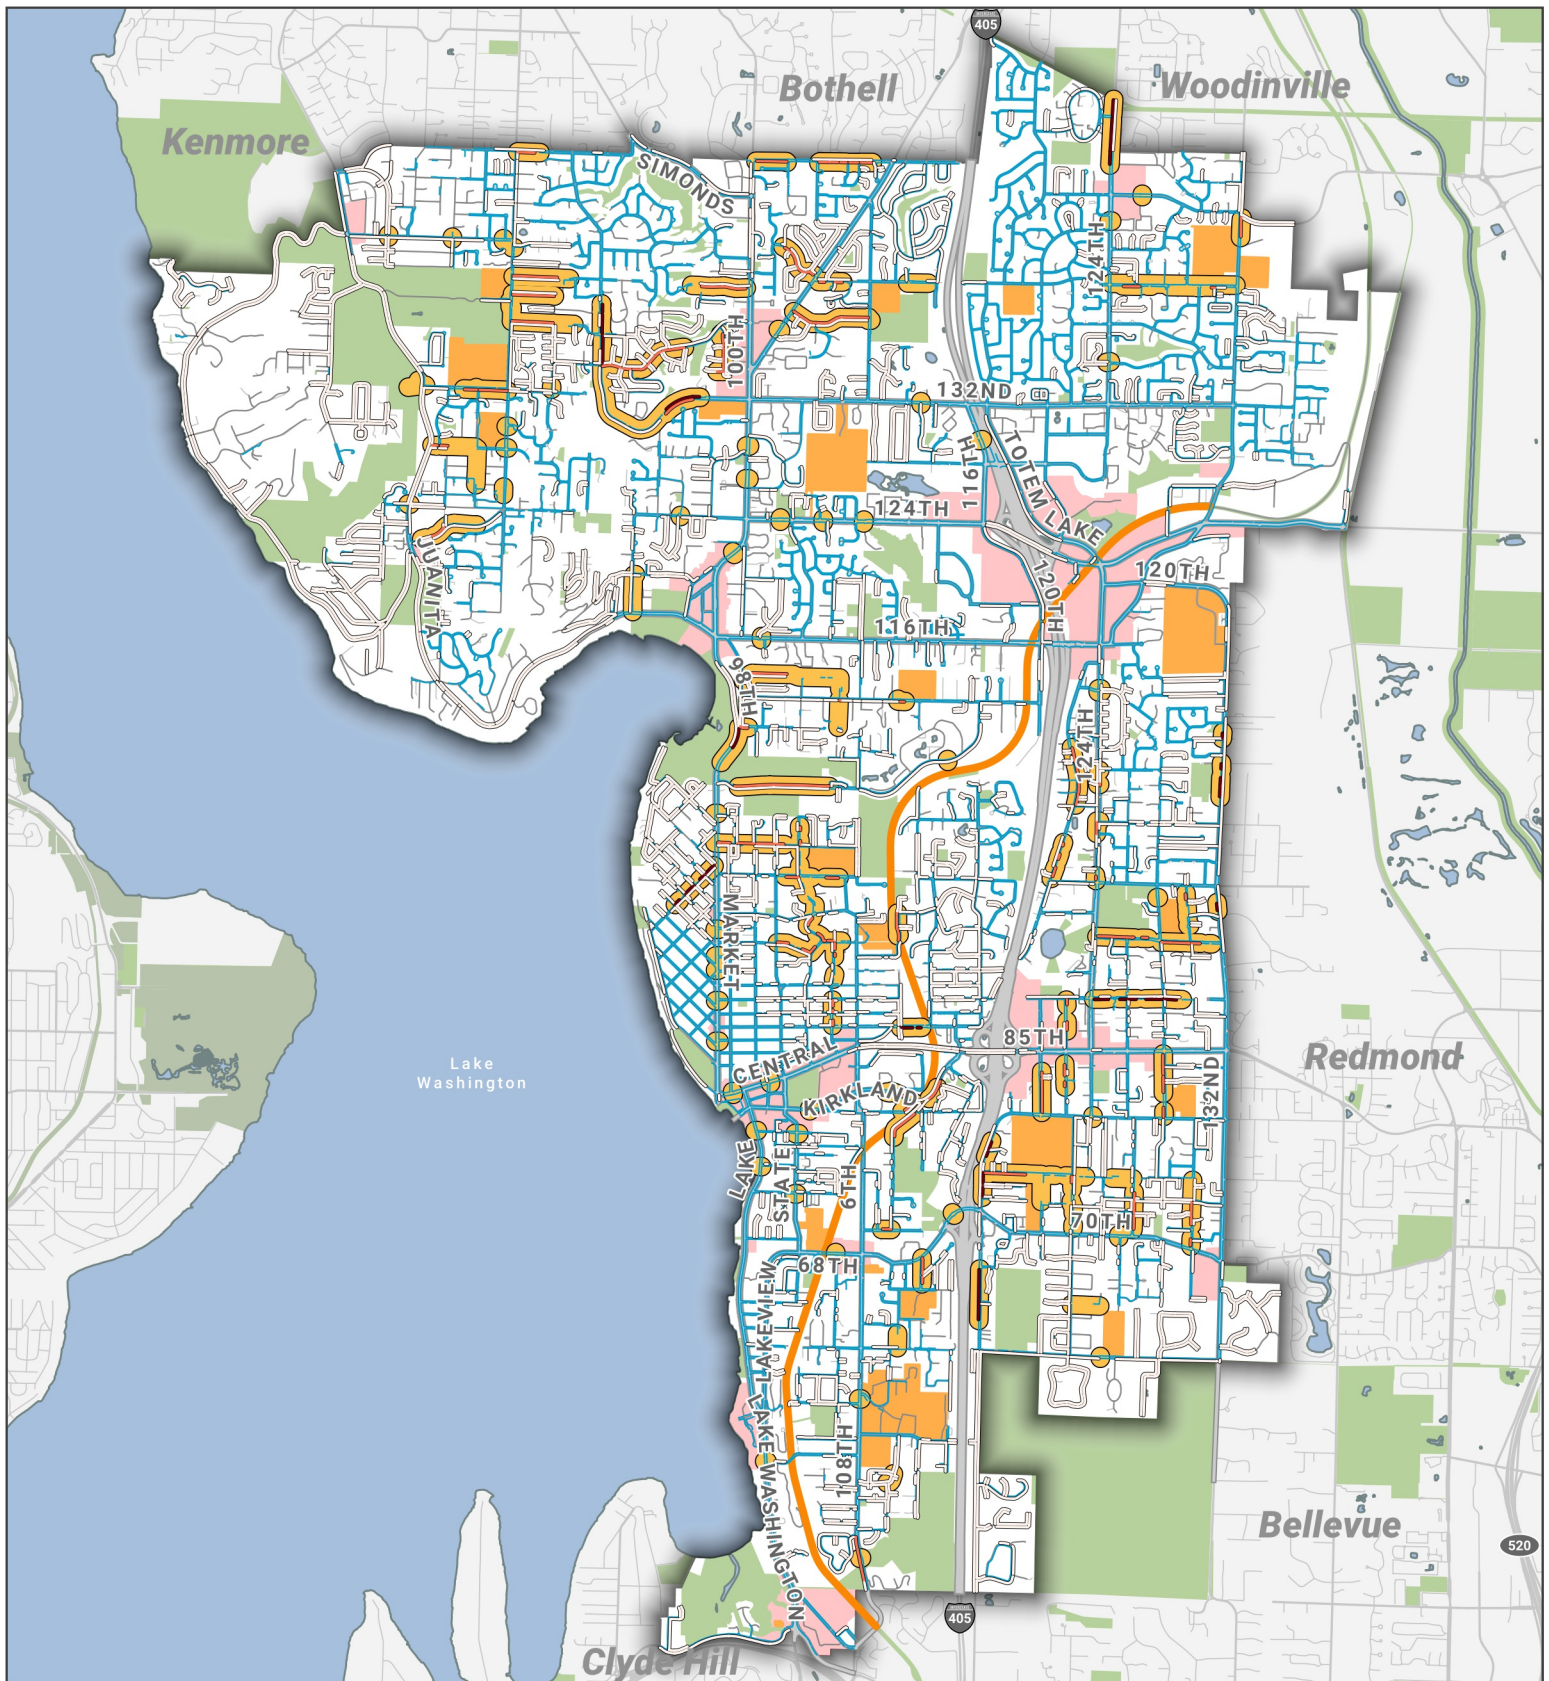 405
Bothell
Woodinville
Kenmore
SIMONDS
124TH
100TH
132ND
116TH
TOTEM LAKE
124TH
JUANITA
120TH
120TH
116TH
98TH
124TH
MARKET
85TH
Lake
Washington
CENTRAL
Redmond
KIRKLAND
132ND
LAKE
STATE
6TH
70TH
68TH
LAKEVIEW
LAKE WASHINGTON
108TH
Bellevue
520
405
Clyde Hill